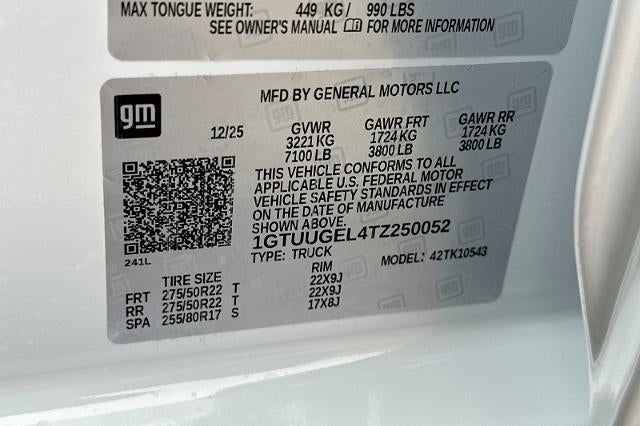 MAX TONGUE WEIGHT: 449 KG / 990 LBS
SEE OWNER'S MANUAL FOR MORE INFORMATION
gm
MFD BY GENERAL MOTORS LLC
12/25 GVWR GAWR FRT GAWR RR
3221 KG 1724 KG 1724 KG
7100 LB 3800 LB 3800 LB
THIS VEHICLE CONFORMS TO ALL
APPLICABLE U.S. FEDERAL MOTOR
VEHICLE SAFETY STANDARDS IN EFFECT
ON THE DATE OF MANUFACTURE
SHOWN ABOVE.
1GTUUGEL4TZ250052
241L
TYPE: TRUCK MODEL: 42TK10543
TIRE SIZE RIM
FRT 275/50R22 T 22X9J
RR 275/50R22 T 22X9J
SPA 255/80R17 S 17X8J